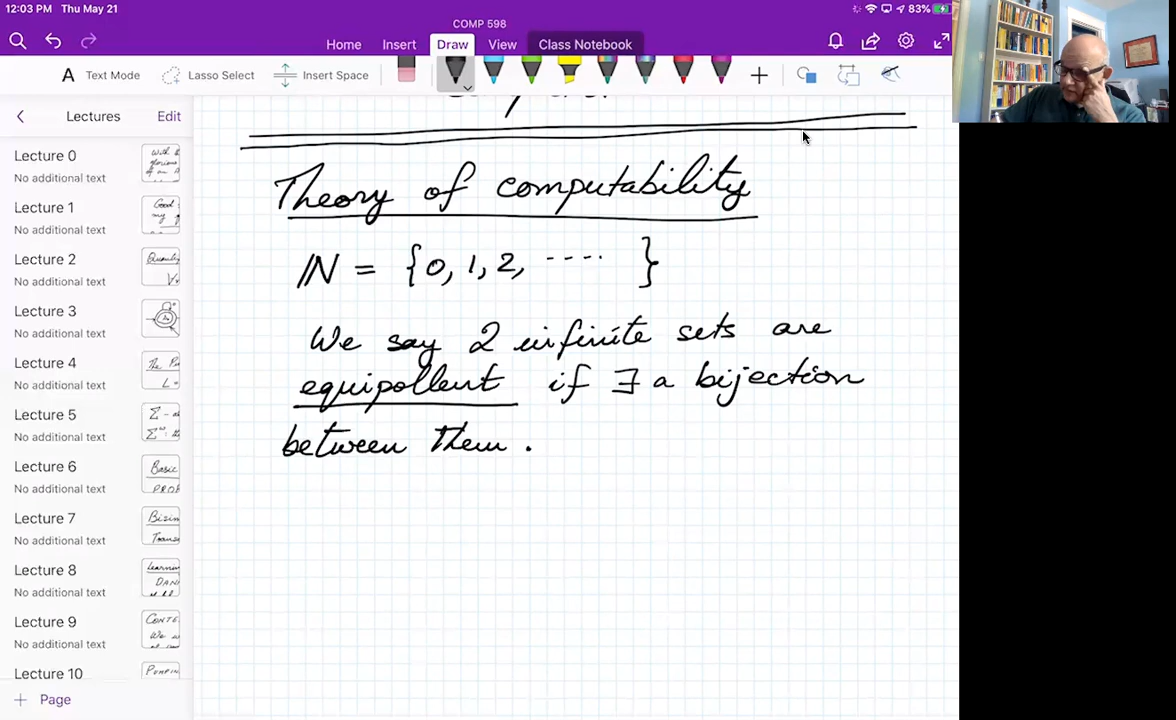 12:03 PM Thu May 21
83%
COMP 598
Home Insert Draw View Class Notebook
A Text Mode Lasso Select Insert Space
Lectures Edit
Lecture 0
No additional text
Lecture 1
No additional text
Lecture 2
No additional text
Lecture 3
No additional text
Lecture 4
No additional text
Lecture 5
No additional text
Lecture 6
No additional text
Lecture 7
No additional text
Lecture 8
No additional text
Lecture 9
No additional text
Lecture 10
+ Page
Theory of computability
ℕ = {0, 1, 2, ---- }
We say 2 infinite sets are
equipollent if ∃ a bijection
between them.